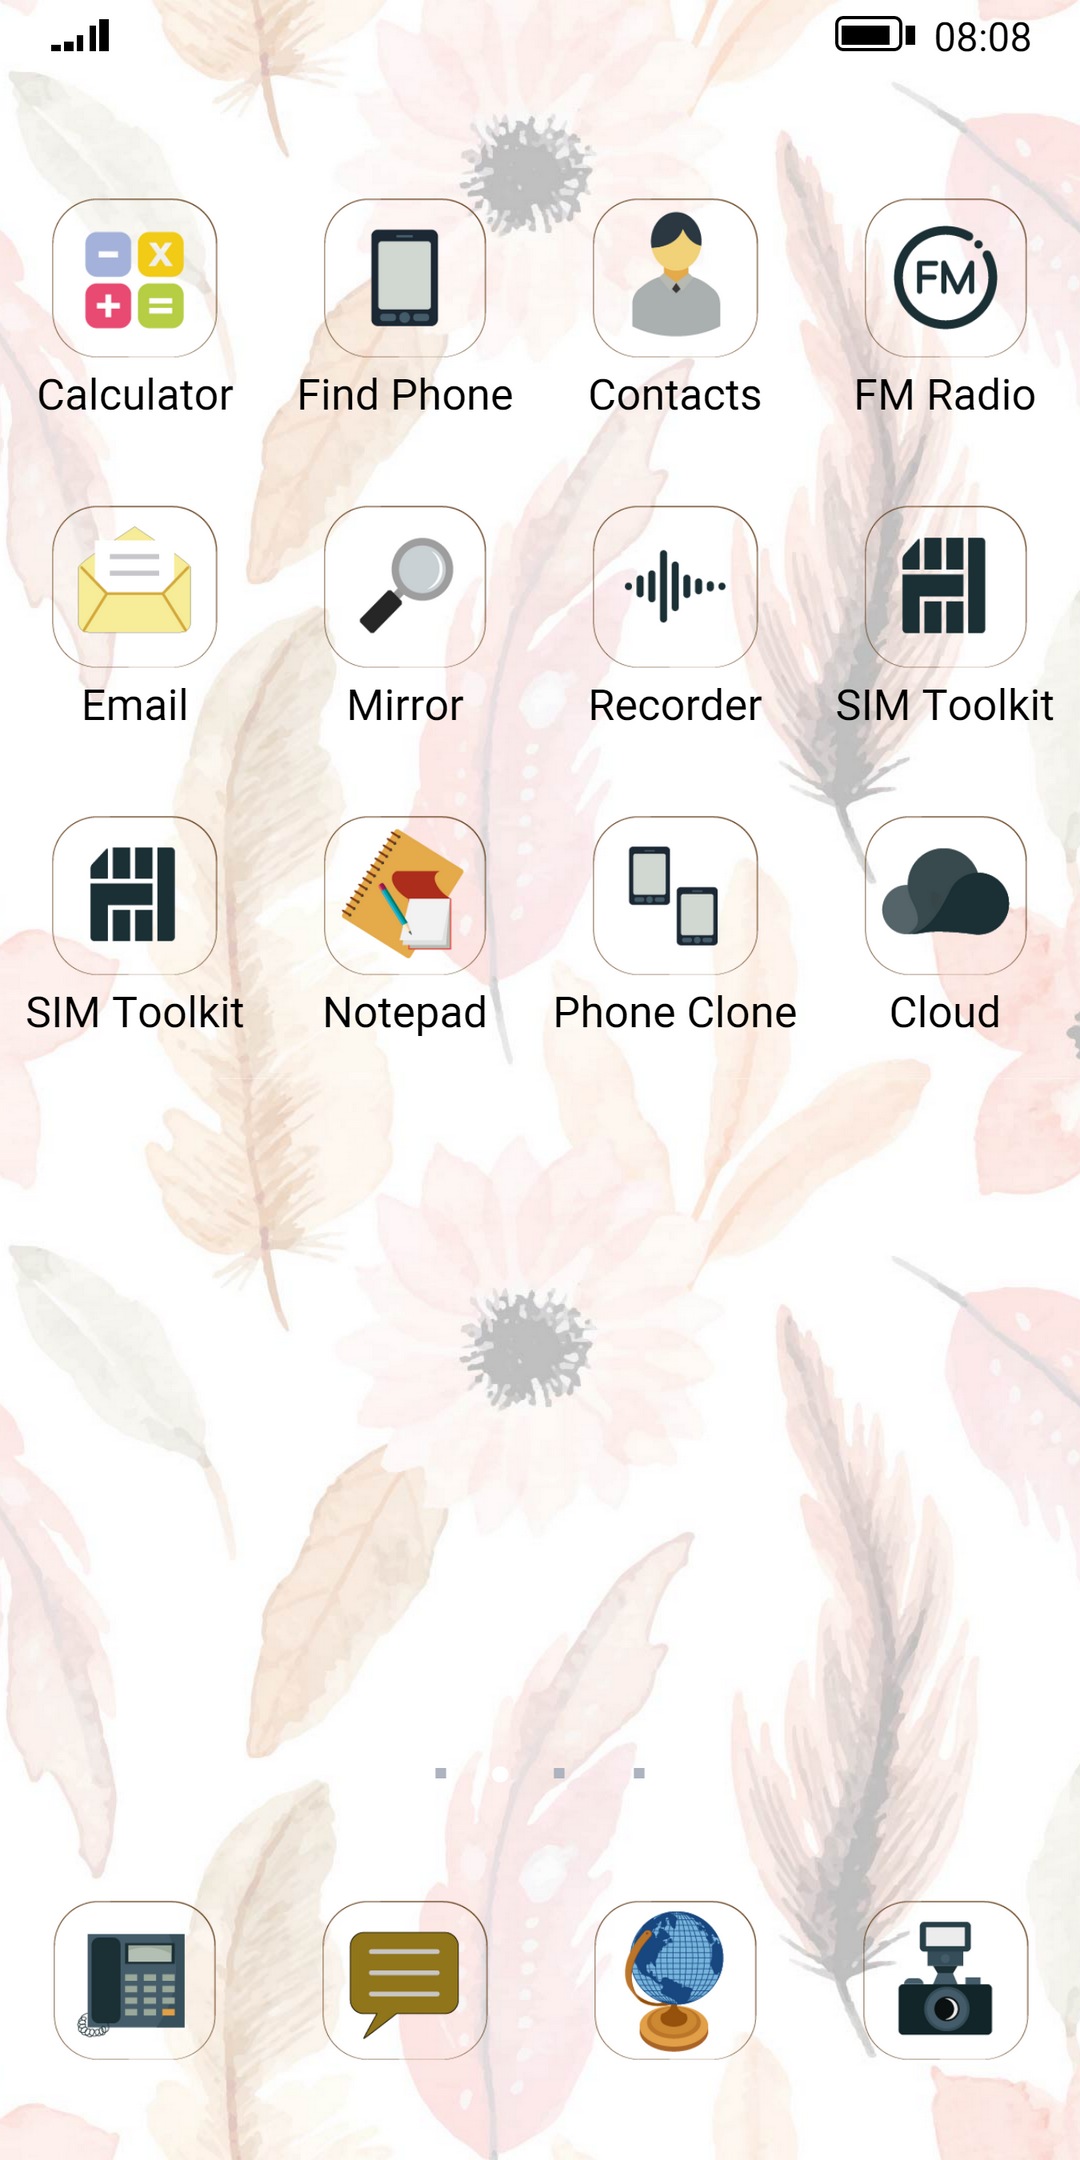 08:08
FM
Calculator
Find Phone
Contacts
FM Radio
Email
Mirror
Recorder
SIM Toolkit
SIM Toolkit
Notepad
Phone Clone
Cloud